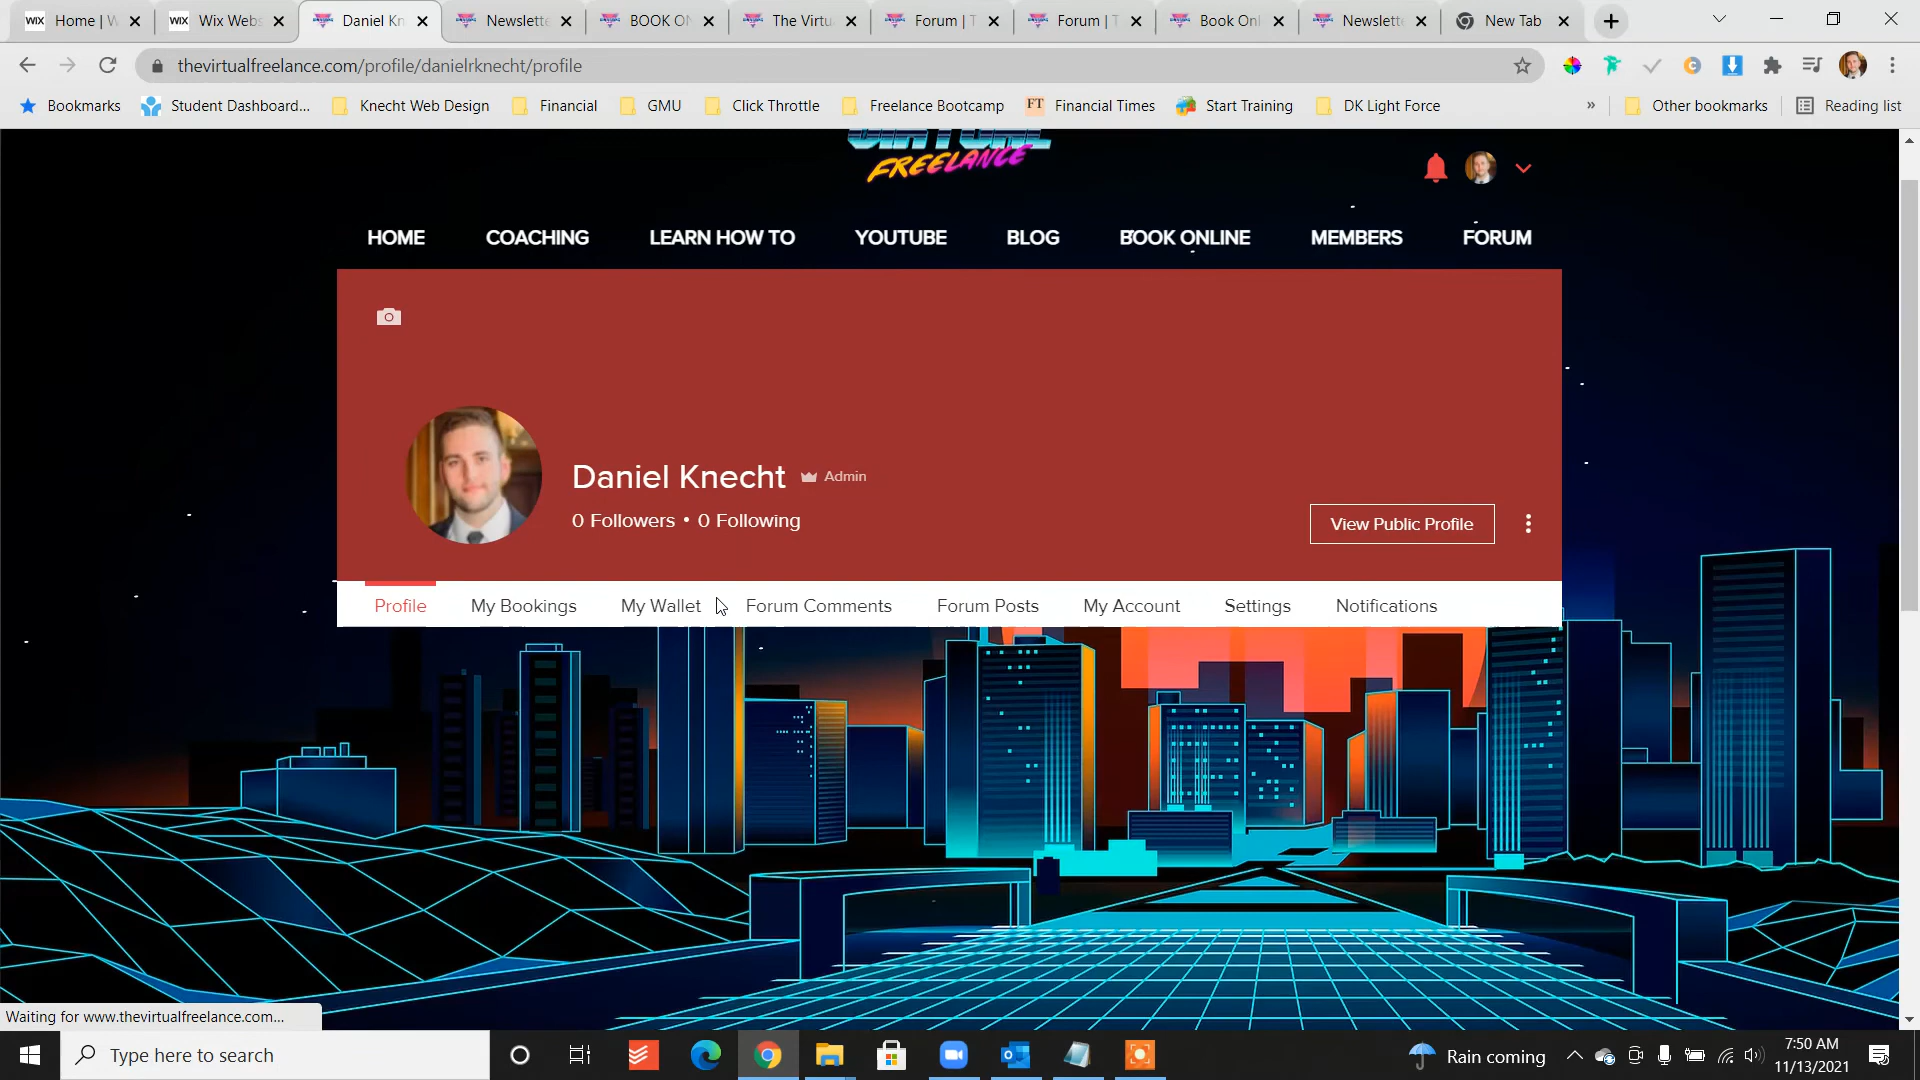 WIX Home | W
WIX Wix Webs
Daniel Kn
Newslette
BOOK ON
The Virtu
Forum | T
Forum | T
Book Onl
Newslette
New Tab
thevirtualfreelance.com/profile/danielrknecht/profile
Bookmarks
Student Dashboard...
Knecht Web Design
Financial
GMU
Click Throttle
Freelance Bootcamp
FT Financial Times
Start Training
DK Light Force
»
Other bookmarks
Reading list
VIRTUAL
FREELANCE
HOME
COACHING
LEARN HOW TO
YOUTUBE
BLOG
BOOK ONLINE
MEMBERS
FORUM
Daniel Knecht Admin
0 Followers • 0 Following
View Public Profile
Profile
My Bookings
My Wallet
Forum Comments
Forum Posts
My Account
Settings
Notifications
Waiting for www.thevirtualfreelance.com...
Type here to search
Rain coming
7:50 AM
11/13/2021